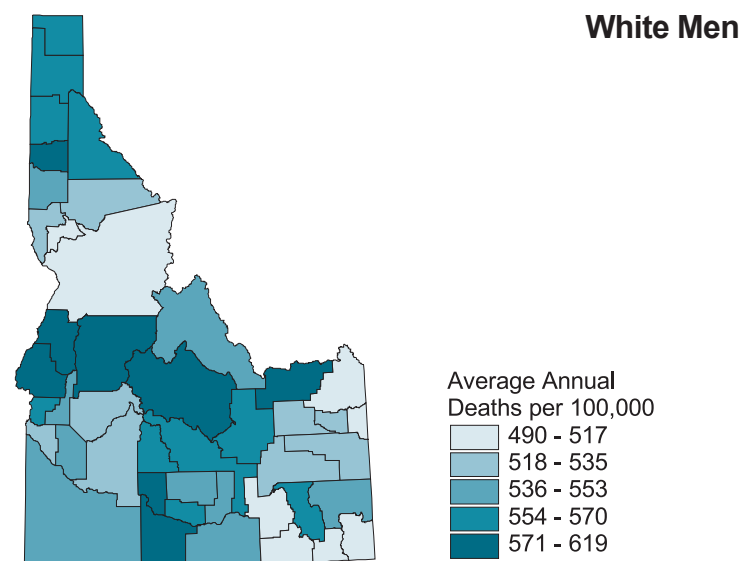 White Men
Average Annual
Deaths per 100,000
490 - 517
518 - 535
536 - 553
554 - 570
571 - 619